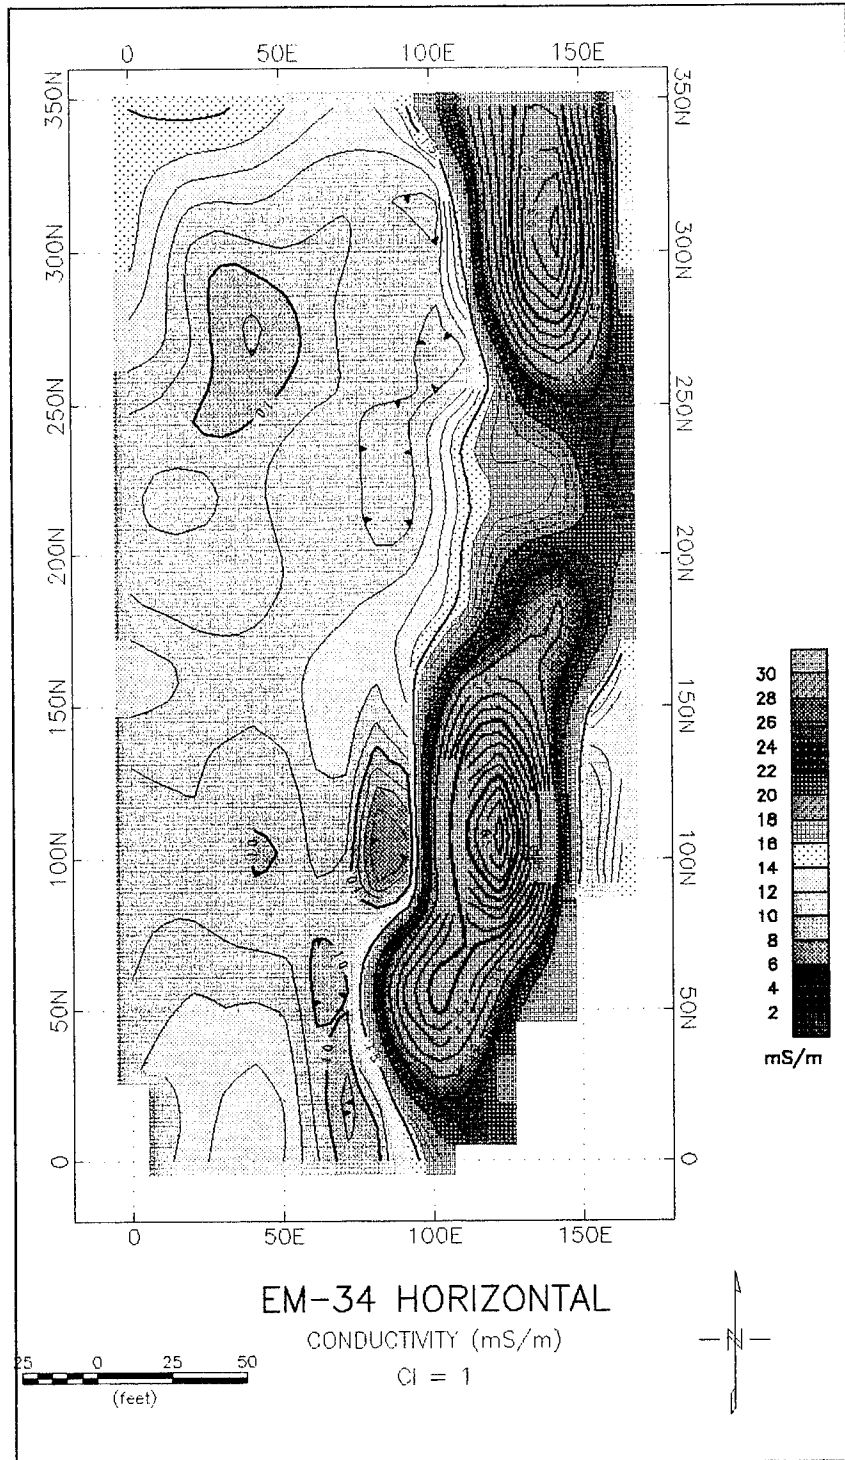 0 50E 100E 150E
350N 350N
300N 300N
250N 250N
200N 200N
150N 150N
100N 100N
50N 50N
0 0
0 50E 100E 150E
30
28
26
24
22
20
18
16
14
12
10
8
6
4
2
mS/m
EM-34 HORIZONTAL
CONDUCTIVITY (mS/m)
CI = 1
25 0 25 50
(feet)
N